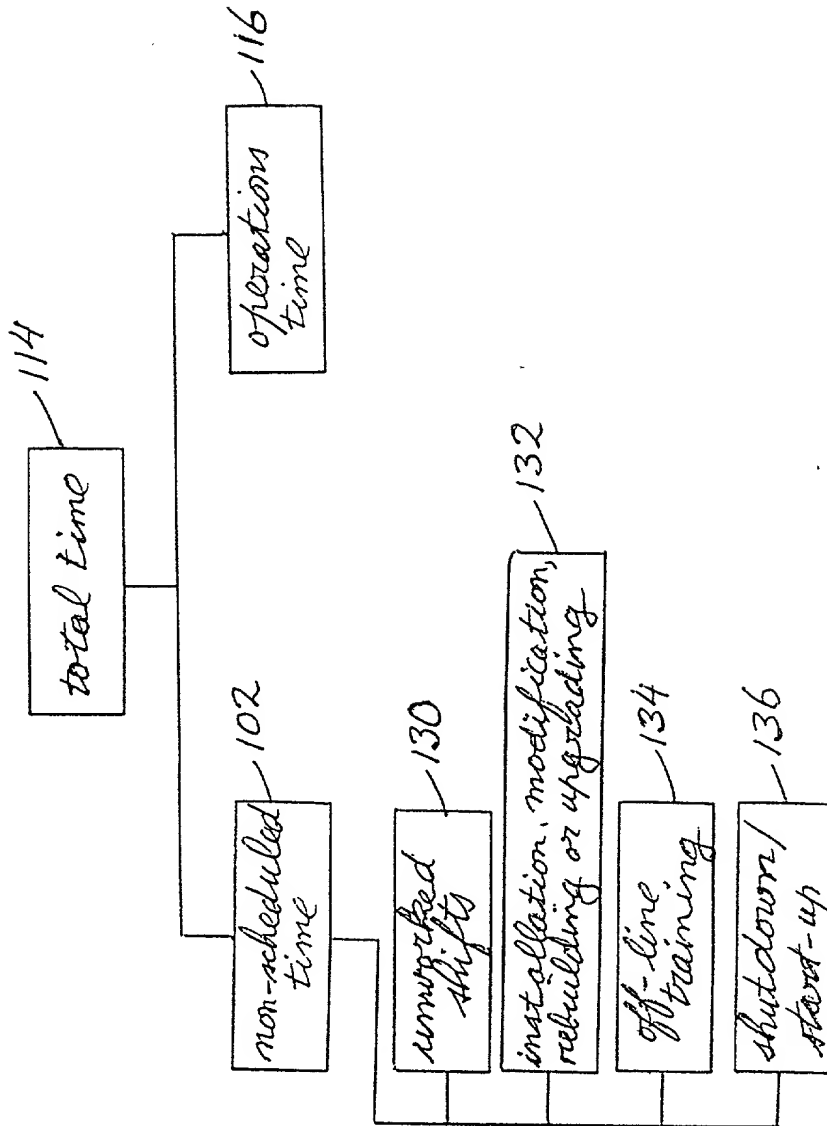 total time
114
non-scheduled
time
102
operations
time
116
unworked
shifts
130
installation, modification,
rebuilding or upgrading
132
off-line
training
134
shutdown/
start-up
136